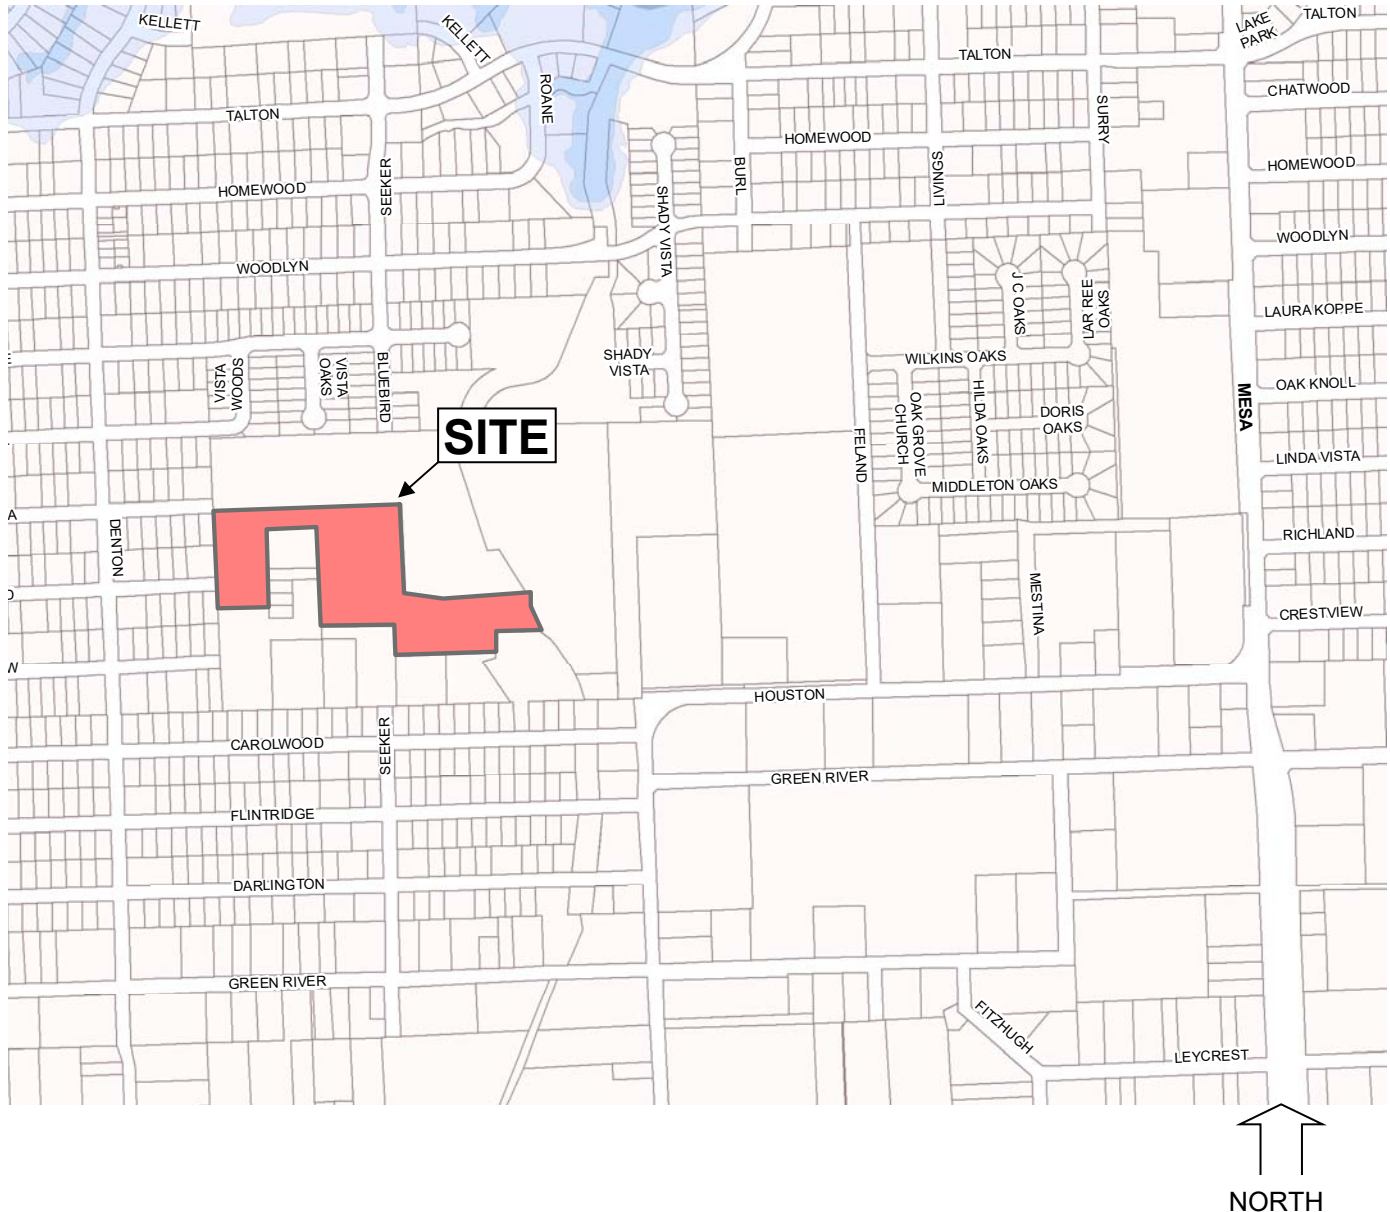 KELLETT
KELLETT
LAKE
PARK
TALTON
TALTON
ROANE
CHATWOOD
TALTON
SURRY
HOMEWOOD
HOMEWOOD
LIVINGS
BURL
SEEKER
HOMEWOOD
SHADY VISTA
WOODLYN
WOODLYN
J C OAKS
LAR REE
OAKS
LAURA KOPPE
E
VISTA
WOODS
VISTA
OAKS
BLUEBIRD
SHADY
VISTA
WILKINS OAKS
OAK KNOLL
MESA
OAK GROVE
CHURCH
HILDA OAKS
DORIS
OAKS
SITE
FELAND
LINDA VISTA
MIDDLETON OAKS
A
DENTON
RICHLAND
D
MESTINA
CRESTVIEW
W
HOUSTON
SEEKER
CAROLWOOD
GREEN RIVER
FLINTRIDGE
DARLINGTON
GREEN RIVER
FITZHUGH
LEYCREST
NORTH